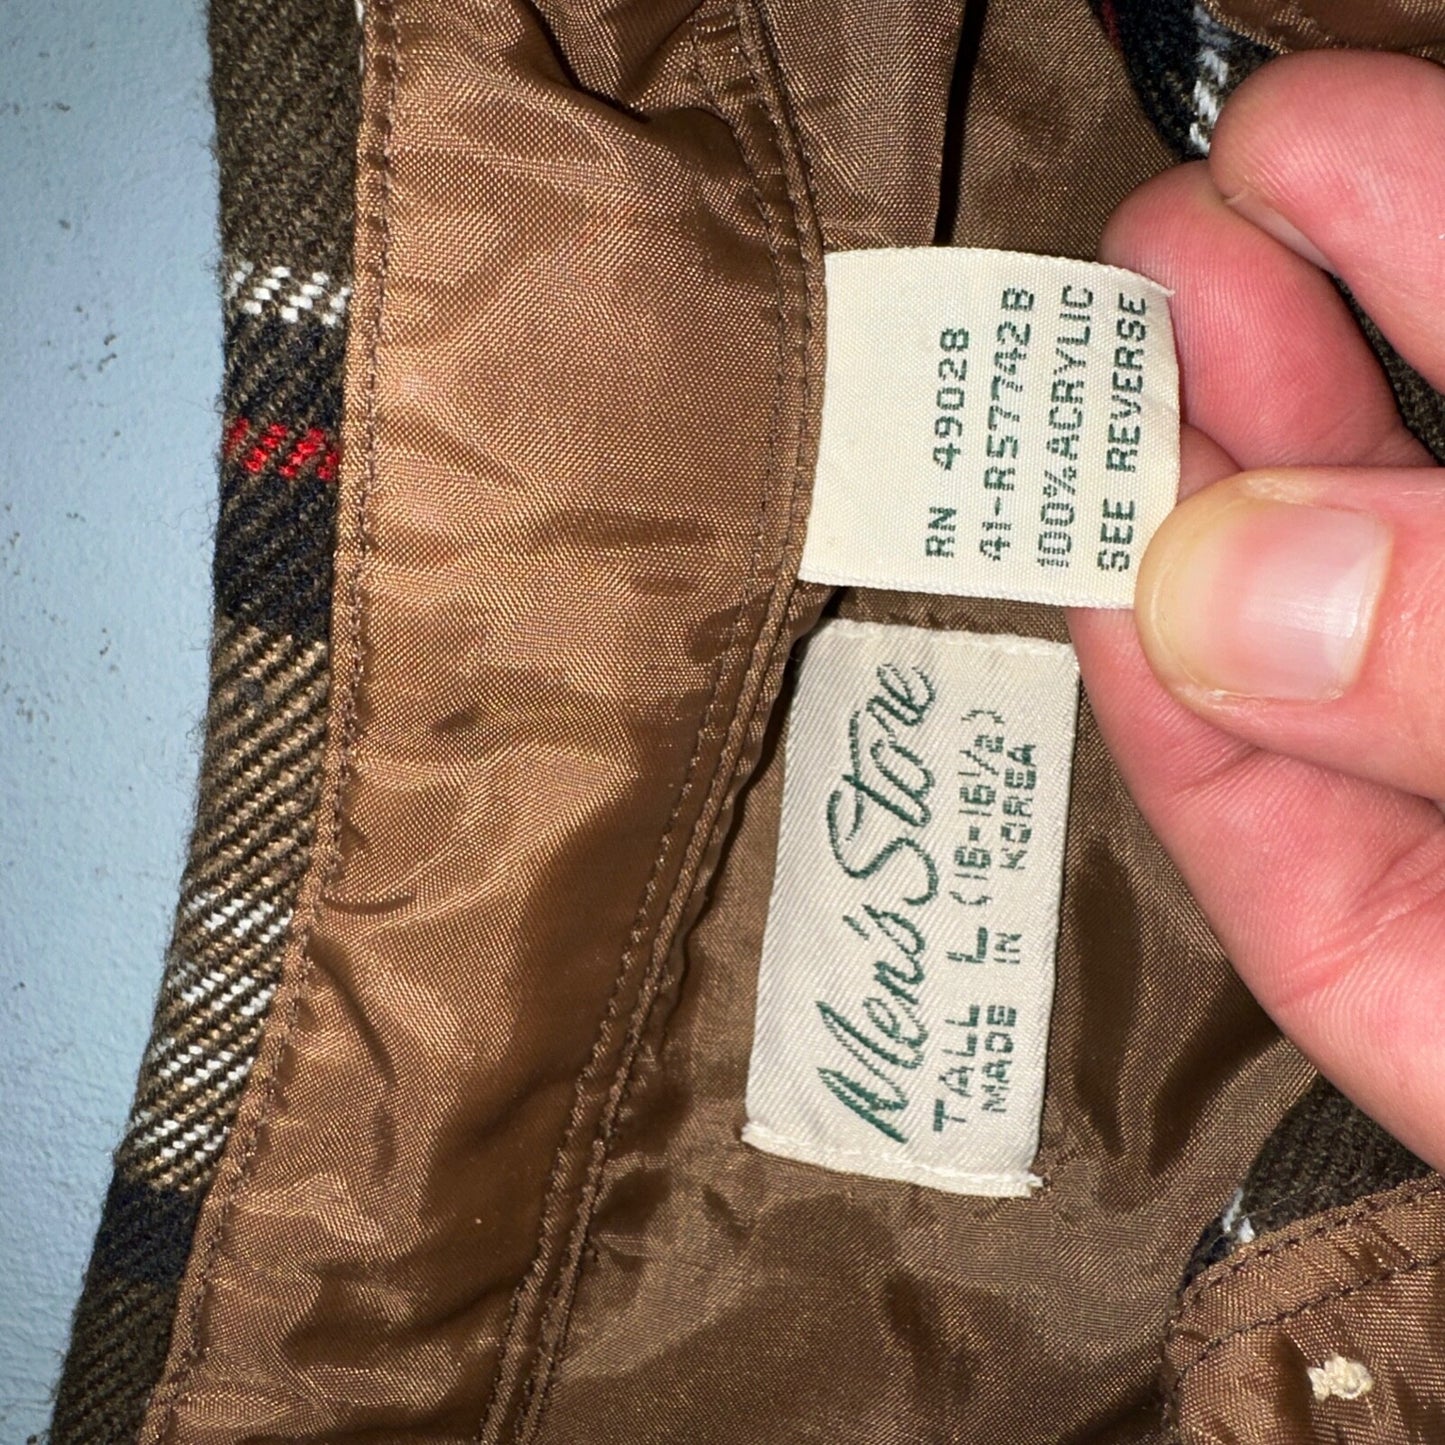 RN 49028
41-R57742B
100% ACRYLIC
SEE REVERSE
Men's Store
TALL L (16-16½)
MADE IN KOREA